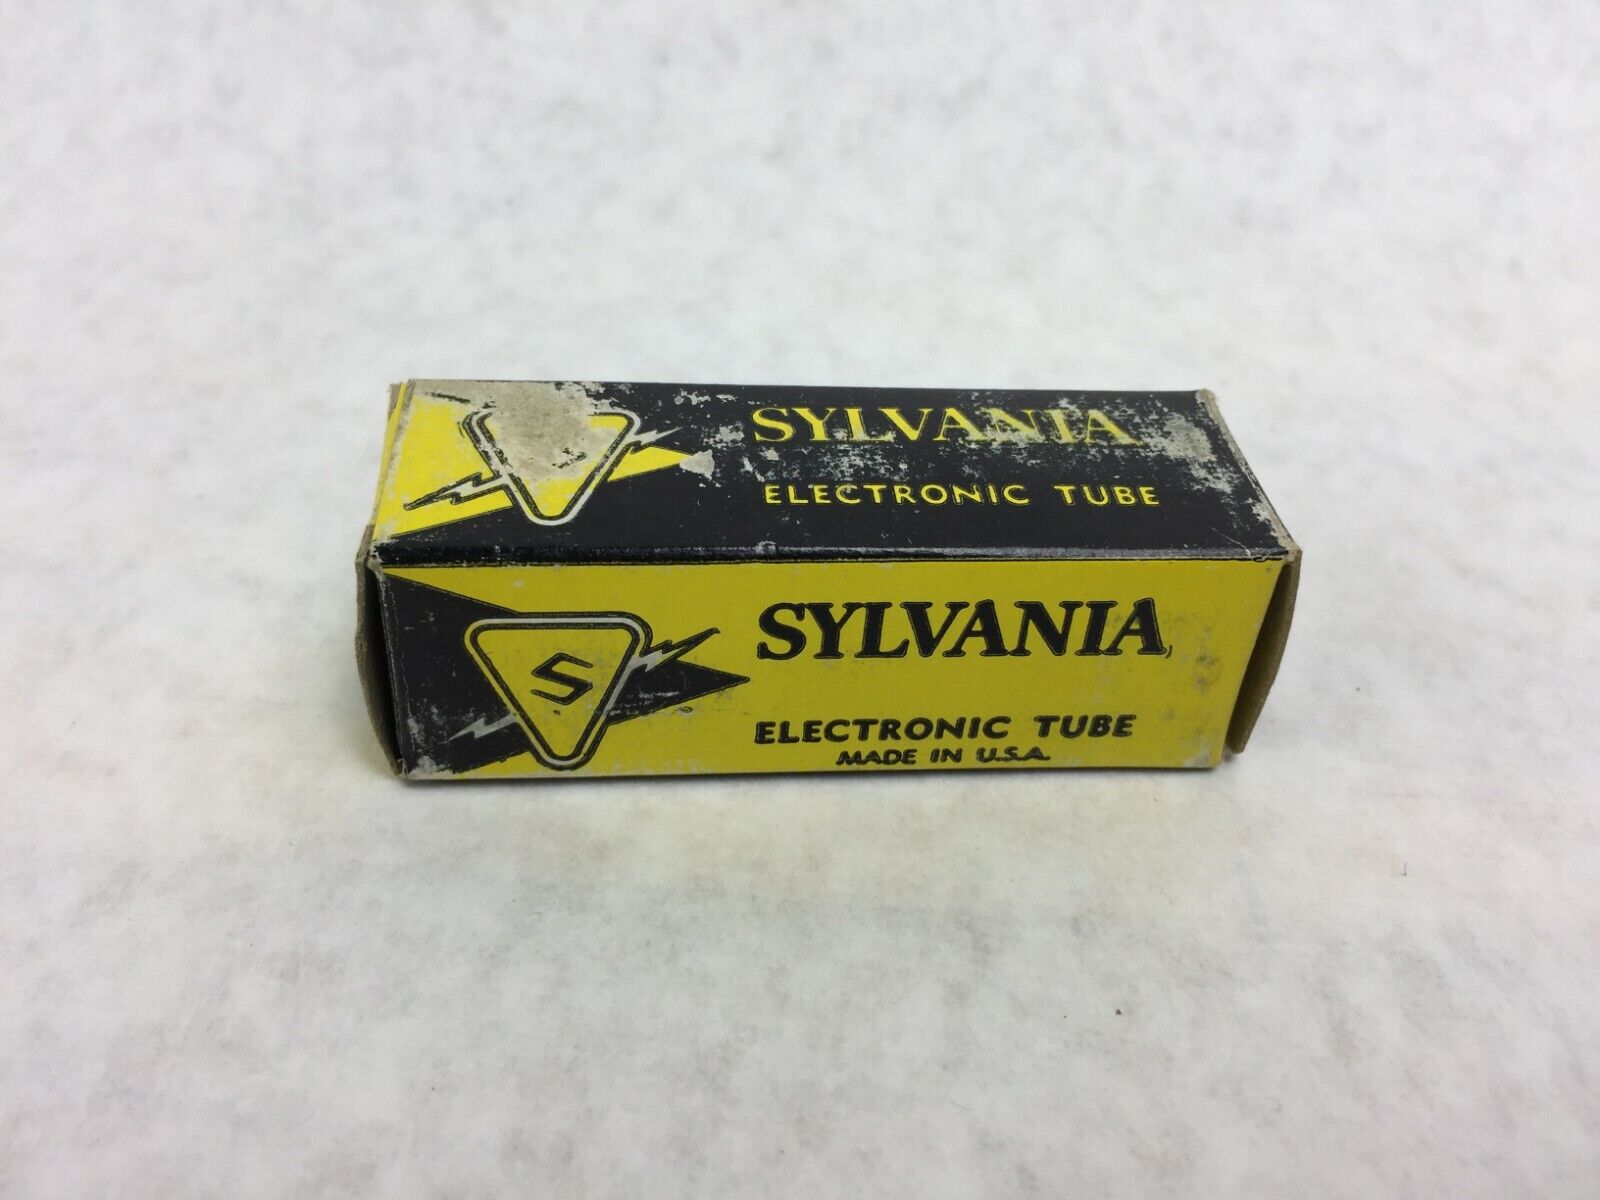 SYLVANIA
ELECTRONIC TUBE
S
SYLVANIA
ELECTRONIC TUBE
MADE IN U.S.A.